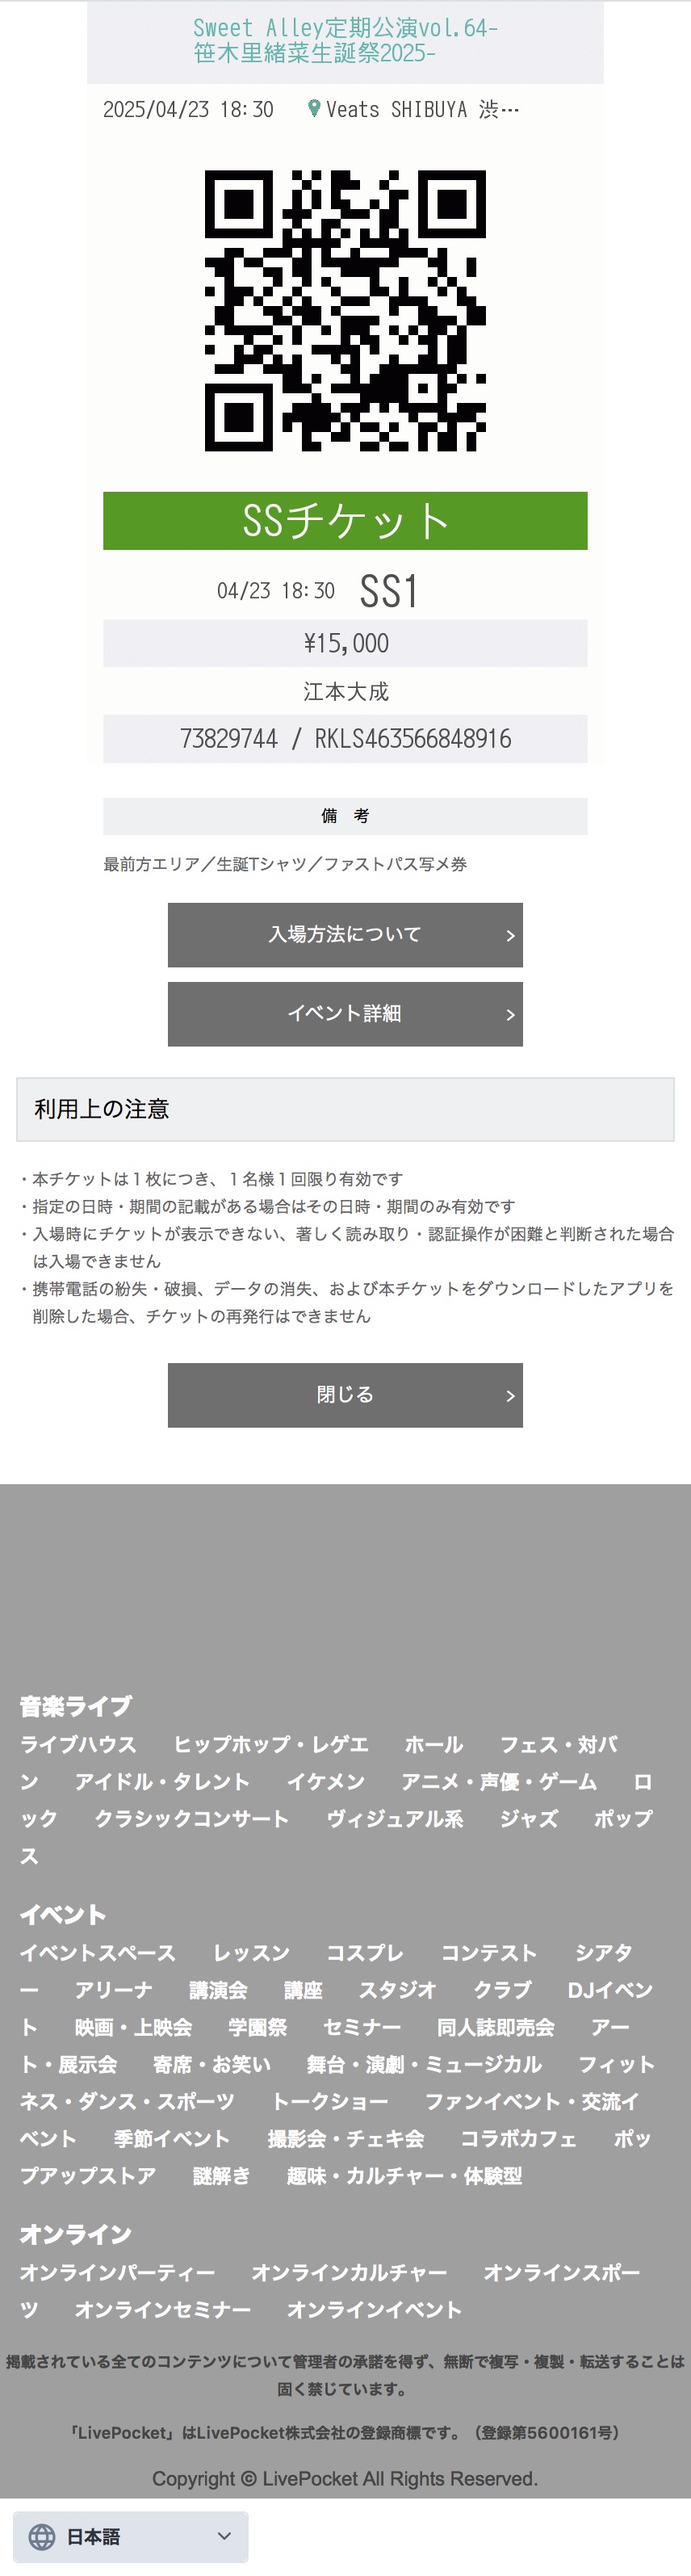 Sweet Alley定期公演vol.64-
笹木里緒菜生誕祭2025-
2025/04/23 18:30 Veats SHIBUYA 渋…
SSチケット
04/23 18:30 SS1
¥15,000
江本大成
73829744 / RKLS463566848916
備 考
最前方エリア／生誕Tシャツ／ファストパス写メ券
入場方法について
イベント詳細
利用上の注意
・本チケットは１枚につき、１名様１回限り有効です
・指定の日時・期間の記載がある場合はその日時・期間のみ有効です
・入場時にチケットが表示できない、著しく読み取り・認証操作が困難と判断された場合
は入場できません
・携帯電話の紛失・破損、データの消失、および本チケットをダウンロードしたアプリを
削除した場合、チケットの再発行はできません
閉じる
音楽ライブ
ライブハウス ヒップホップ・レゲエ ホール フェス・対バ
ン アイドル・タレント イケメン アニメ・声優・ゲーム ロ
ック クラシックコンサート ヴィジュアル系 ジャズ ポップ
ス
イベント
イベントスペース レッスン コスプレ コンテスト シアタ
ー アリーナ 講演会 講座 スタジオ クラブ DJイベン
ト 映画・上映会 学園祭 セミナー 同人誌即売会 アー
ト・展示会 寄席・お笑い 舞台・演劇・ミュージカル フィット
ネス・ダンス・スポーツ トークショー ファンイベント・交流イ
ベント 季節イベント 撮影会・チェキ会 コラボカフェ ポッ
プアップストア 謎解き 趣味・カルチャー・体験型
オンライン
オンラインパーティー オンラインカルチャー オンラインスポー
ツ オンラインセミナー オンラインイベント
掲載されている全てのコンテンツについて管理者の承諾を得ず、無断で複写・複製・転送することは
固く禁じています。
「LivePocket」はLivePocket株式会社の登録商標です。（登録第5600161号）
Copyright © LivePocket All Rights Reserved.
日本語